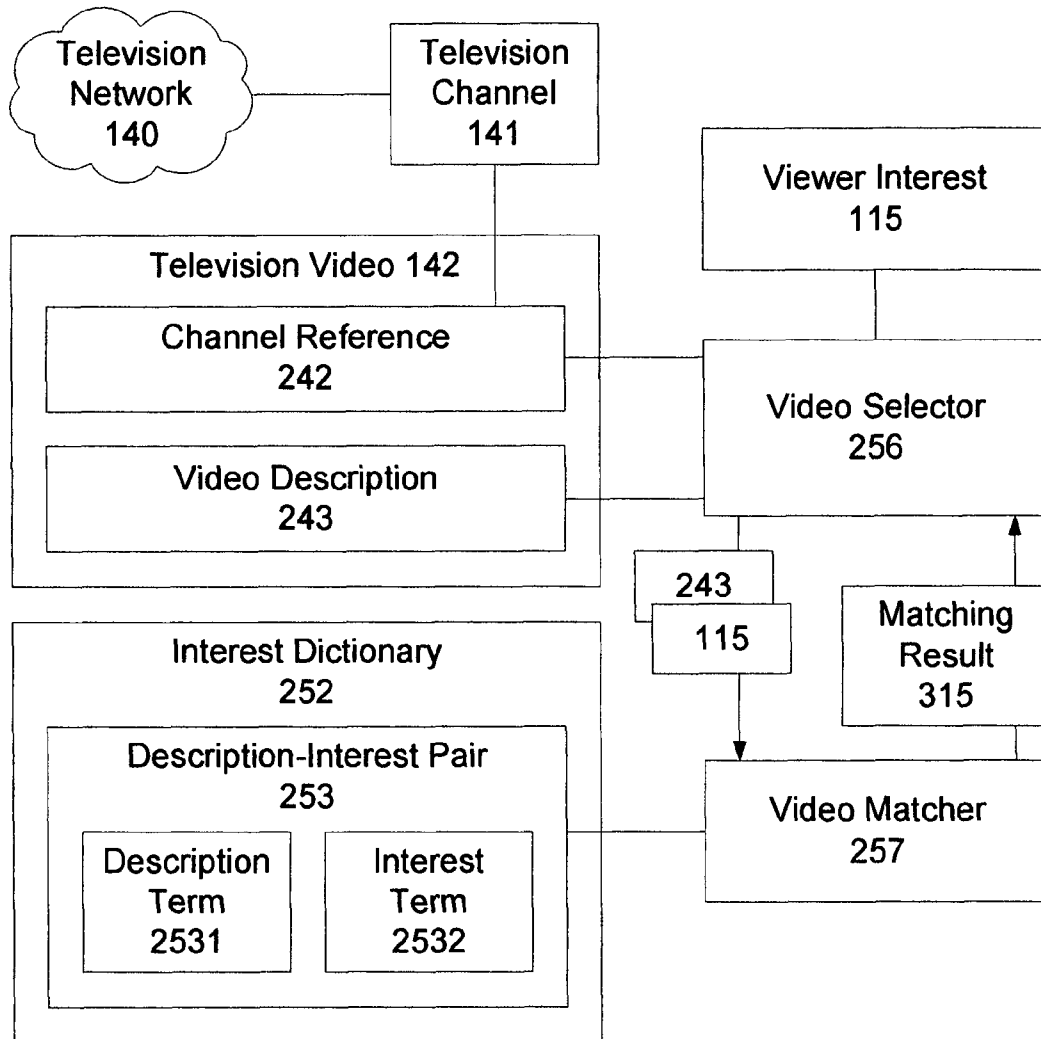 Television
Network
140
Television
Channel
141
Viewer Interest
115
Television Video 142
Channel Reference
242
Video Description
243
Video Selector
256
243
115
Matching
Result
315
Interest Dictionary
252
Description-Interest Pair
253
Description
Term
2531
Interest
Term
2532
Video Matcher
257